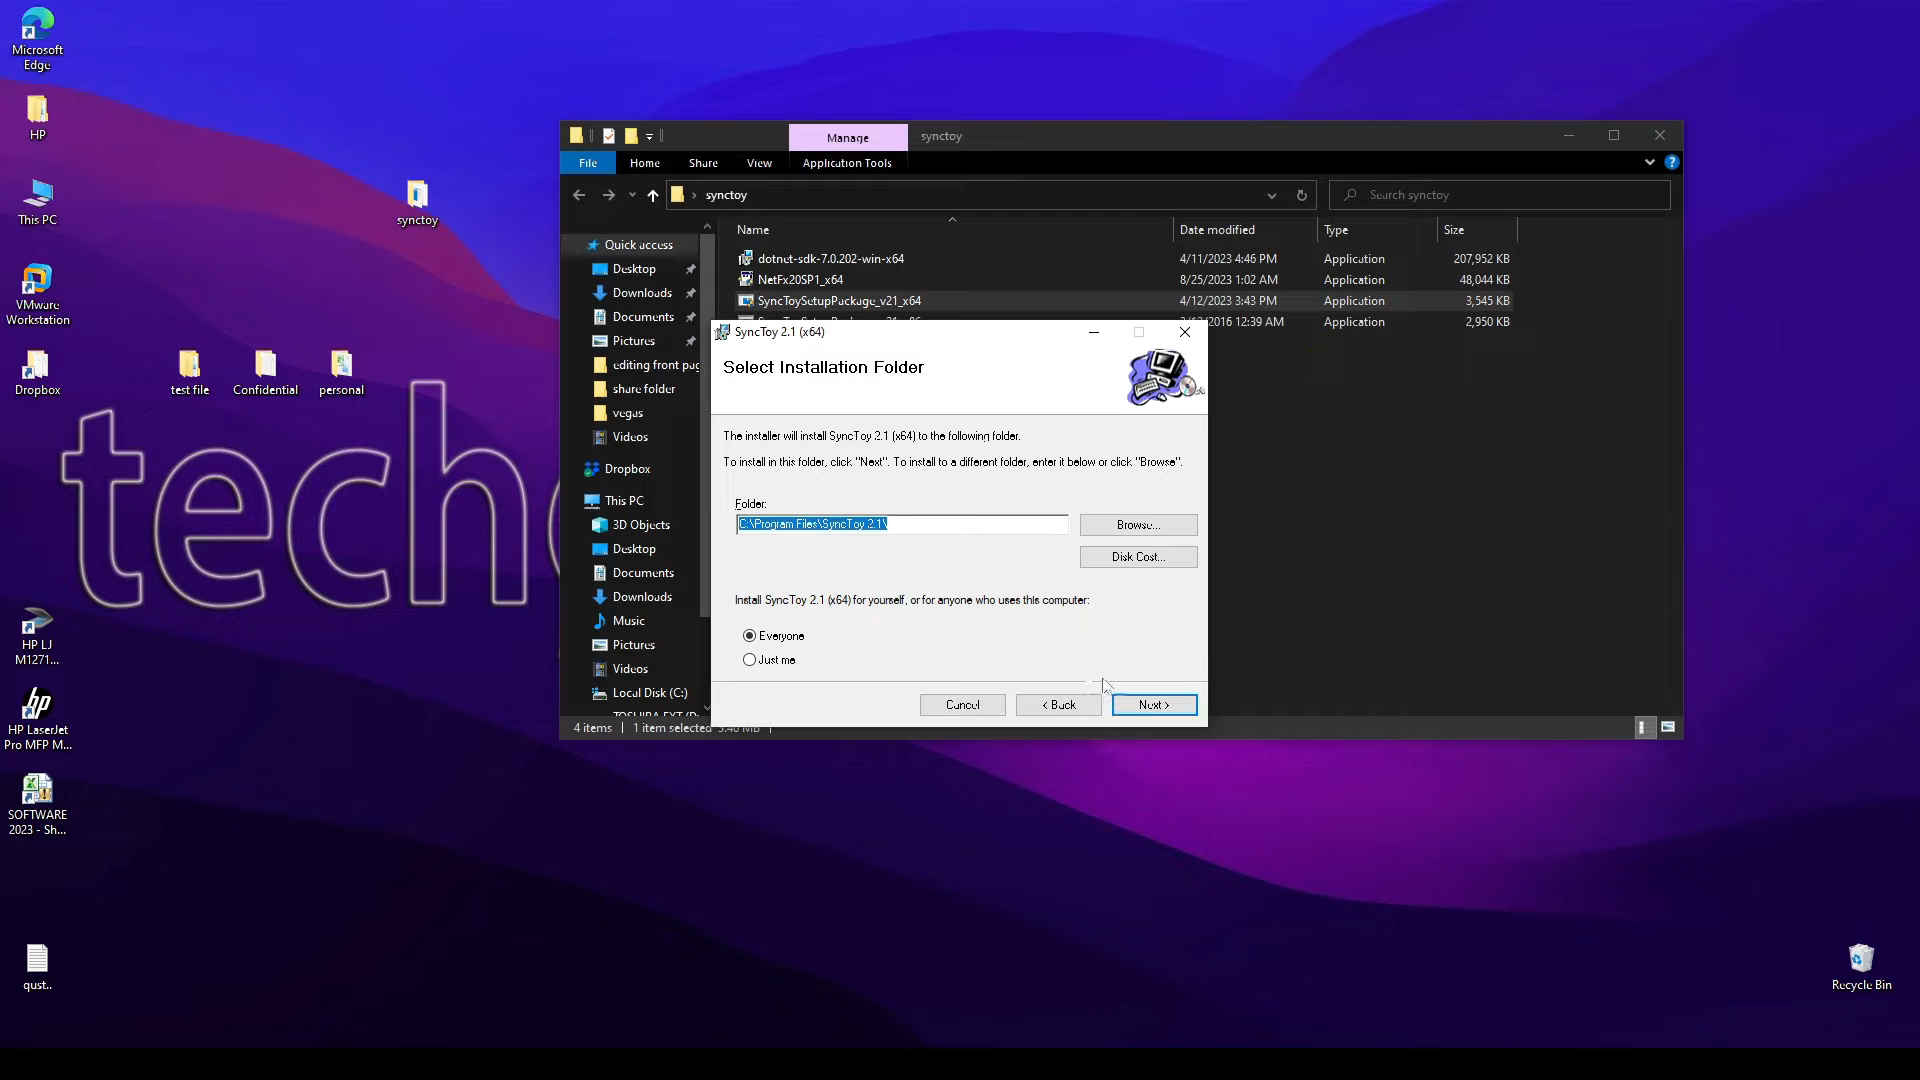 Microsoft
Edge
HP
This PC
synctoy
VMware
Workstation
Dropbox
test file
Confidential
personal
tech
HP LJ
M1271...
HP LaserJet
Pro MFP M...
SOFTWARE
2023 - Sh...
qust..
Recycle Bin
Manage
synctoy
File
Home
Share
View
Application Tools
synctoy
Search synctoy
Name
Date modified
Type
Size
dotnet-sdk-7.0.202-win-x64
4/11/2023 4:46 PM
Application
207,952 KB
NetFx20SP1_x64
8/25/2023 1:02 AM
Application
48,044 KB
SyncToySetupPackage_v21_x64
4/12/2023 3:43 PM
Application
3,545 KB
2016 12:39 AM
Application
2,950 KB
Quick access
Desktop
Downloads
Documents
Pictures
editing front pag
share folder
vegas
Videos
Dropbox
This PC
3D Objects
Desktop
Documents
Downloads
Music
Pictures
Videos
Local Disk (C:)
4 items
1 item selected 3.46 MB
SyncToy 2.1 (x64)
Select Installation Folder
The installer will install SyncToy 2.1 (x64) to the following folder.
To install in this folder, click "Next". To install to a different folder, enter it below or click "Browse".
Folder:
C:\Program Files\SyncToy 2.1\
Browse...
Disk Cost...
Install SyncToy 2.1 (x64) for yourself, or for anyone who uses this computer:
Everyone
Just me
Cancel
< Back
Next >